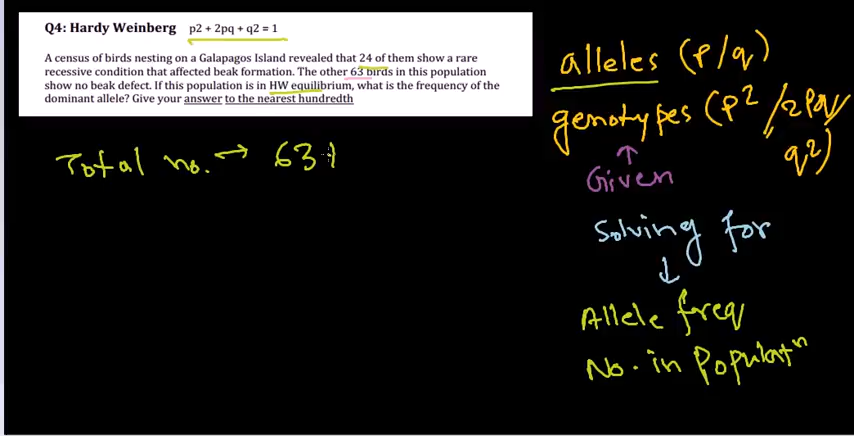 Q4: Hardy Weinberg p2 + 2pq + q2 = 1
A census of birds nesting on a Galapagos Island revealed that 24 of them show a rare
recessive condition that affected beak formation. The other 63 birds in this population
show no beak defect. If this population is in HW equilibrium, what is the frequency of the
dominant allele? Give your answer to the nearest hundredth
Total no. → 63 +
alleles (p/q)
genotypes (p²/2pq/
q²)
↑
Given
Solving for
↓
Allele freq
No. in Populatⁿ